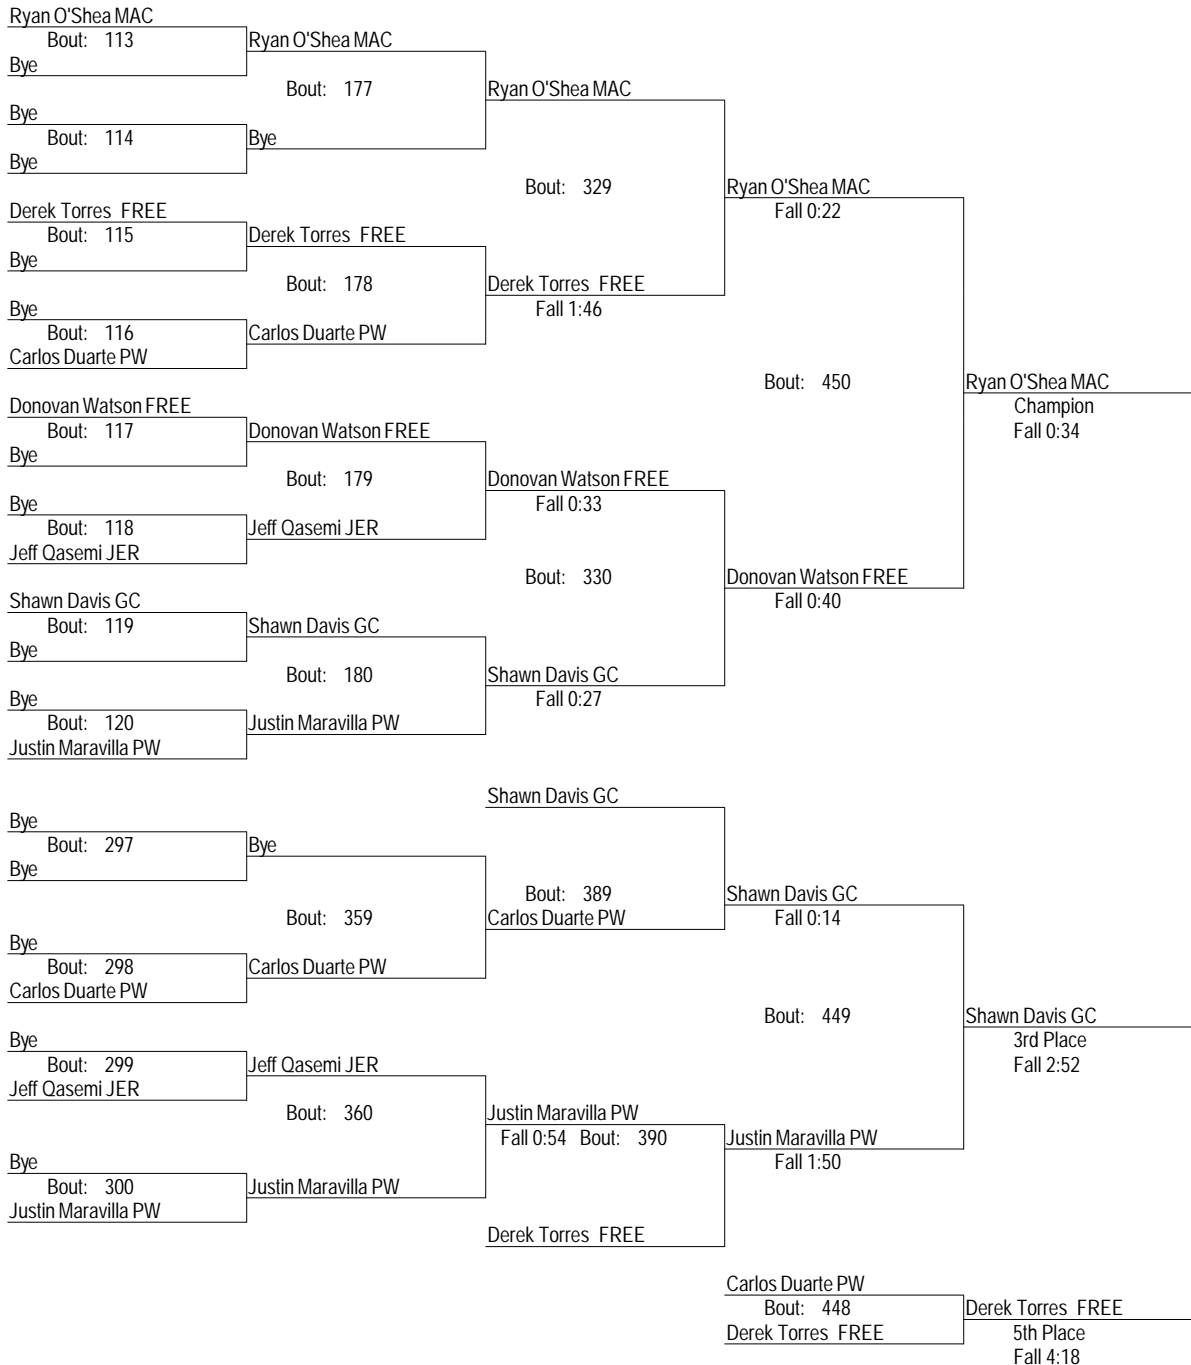 Ryan O'Shea MAC
Bout: 113
Ryan O'Shea MAC
Bye
Bout: 177
Ryan O'Shea MAC
Bye
Bout: 114
Bye
Bye
Bout: 329
Ryan O'Shea MAC
Fall 0:22
Derek Torres FREE
Bout: 115
Derek Torres FREE
Bye
Bout: 178
Derek Torres FREE
Fall 1:46
Bye
Bout: 116
Carlos Duarte PW
Carlos Duarte PW
Bout: 450
Ryan O'Shea MAC
Champion
Fall 0:34
Donovan Watson FREE
Bout: 117
Donovan Watson FREE
Bye
Bout: 179
Donovan Watson FREE
Fall 0:33
Bye
Bout: 118
Jeff Qasemi JER
Jeff Qasemi JER
Bout: 330
Donovan Watson FREE
Fall 0:40
Shawn Davis GC
Bout: 119
Shawn Davis GC
Bye
Bout: 180
Shawn Davis GC
Fall 0:27
Bye
Bout: 120
Justin Maravilla PW
Justin Maravilla PW
Shawn Davis GC
Bye
Bout: 297
Bye
Bye
Bout: 389
Shawn Davis GC
Fall 0:14
Bout: 359
Carlos Duarte PW
Bye
Bout: 298
Carlos Duarte PW
Carlos Duarte PW
Bout: 449
Shawn Davis GC
3rd Place
Fall 2:52
Bye
Bout: 299
Jeff Qasemi JER
Jeff Qasemi JER
Bout: 360
Justin Maravilla PW
Fall 0:54 Bout: 390
Justin Maravilla PW
Fall 1:50
Bye
Bout: 300
Justin Maravilla PW
Justin Maravilla PW
Derek Torres FREE
Carlos Duarte PW
Bout: 448
Derek Torres FREE
Derek Torres FREE
5th Place
Fall 4:18